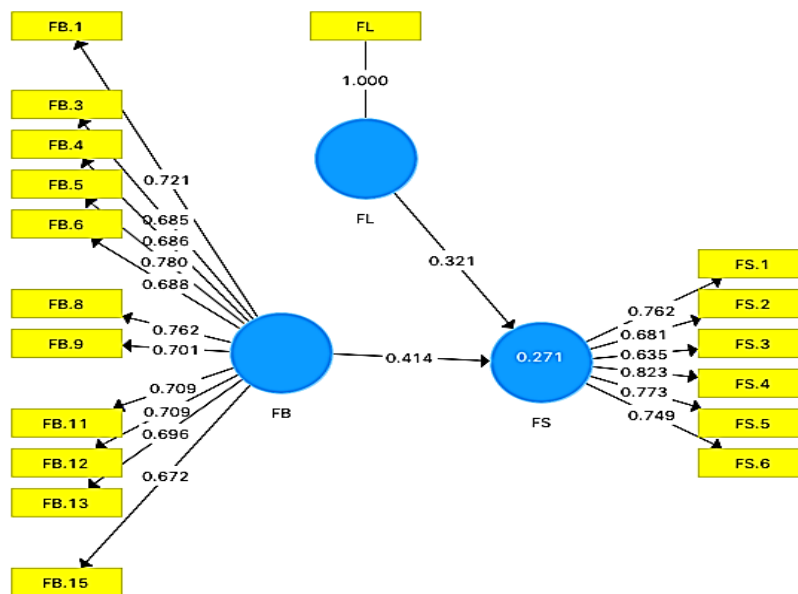 FB.1
FL
1.000
FB.3
FB.4
FB.5
FB.6
0.721
0.685
0.686
0.780
0.688
FL
0.321
FB.8
FB.9
0.762
0.701
FB
0.414
0.271
FS
0.709
0.709
0.696
0.672
FB.11
FB.12
FB.13
FB.15
0.762
0.681
0.635
0.823
0.773
0.749
FS.1
FS.2
FS.3
FS.4
FS.5
FS.6